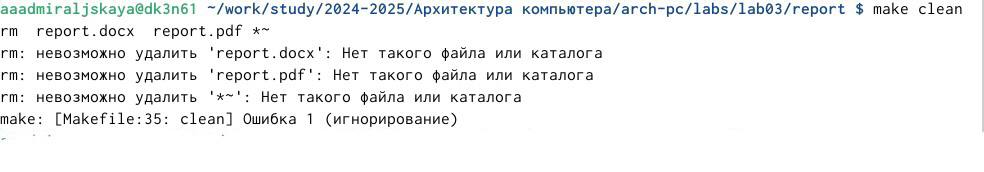 aaadmiraljskaya@dk3n61 ~/work/study/2024-2025/Архитектура компьютера/arch-pc/labs/lab03/report $ make clean
rm  report.docx  report.pdf *~
rm: невозможно удалить 'report.docx': Нет такого файла или каталога
rm: невозможно удалить 'report.pdf': Нет такого файла или каталога
rm: невозможно удалить '*~': Нет такого файла или каталога
make: [Makefile:35: clean] Ошибка 1 (игнорирование)